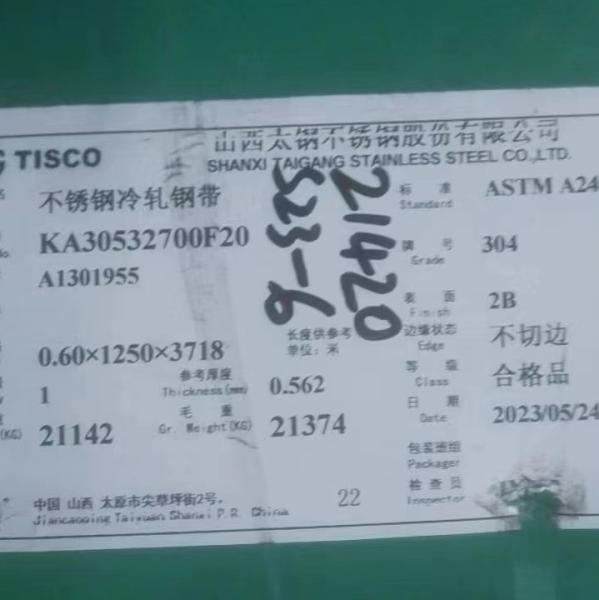 山西太钢不锈钢股份有限公司
TISCO
SHANXI TAIGANG STAINLESS STEEL CO.,LTD.
不锈钢冷轧钢带
标 准
Standard
ASTM A24
KA30532700F20
牌 号
Grade
304
A1301955
表 面
Finish
2B
长度供参考
单位：米
边缘状态
Edge
不切边
0.60×1250×3718
参考厚度
Thickness(mm)
0.562
等 级
Class
合格品
1
毛 重
Gr. Weight(KG)
21374
日 期
Date
2023/05/24
(KG)
21142
包装班组
Packager
检 查 员
Inspector
中国 山西 太原市尖草坪街2号.
Jiancaoping Taiyuan Shanxi P.R. China
22
21420
523-6